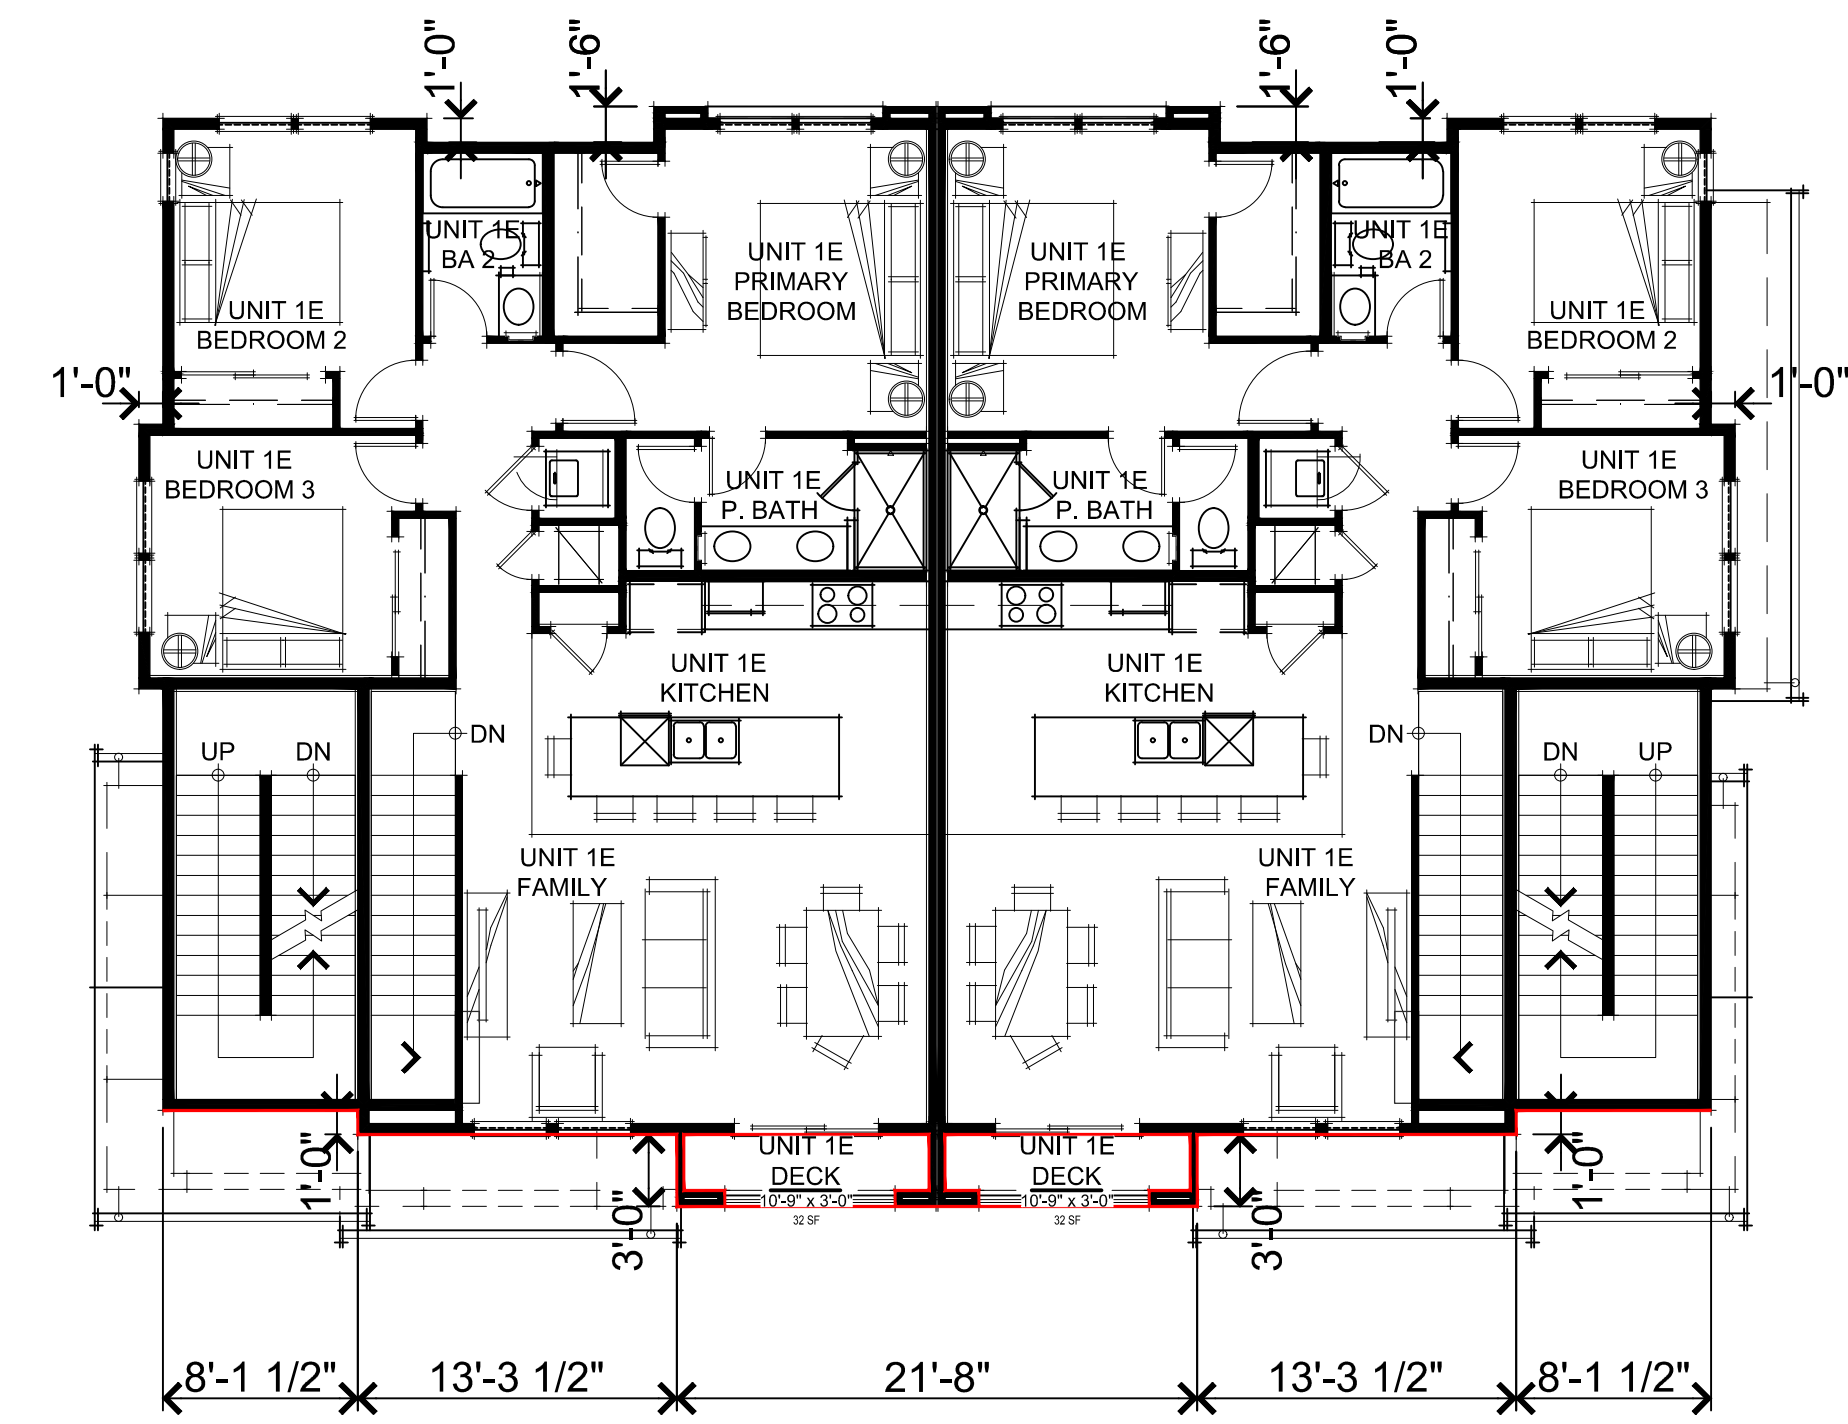 1'-0"
1'-6"
1'-6"
1'-0"
UNIT 1E
BA 2
UNIT 1E
PRIMARY
BEDROOM
UNIT 1E
PRIMARY
BEDROOM
UNIT 1E
BA 2
UNIT 1E
BEDROOM 2
UNIT 1E
BEDROOM 2
1'-0"
1'-0"
UNIT 1E
BEDROOM 3
UNIT 1E
P. BATH
UNIT 1E
P. BATH
UNIT 1E
BEDROOM 3
UNIT 1E
KITCHEN
UNIT 1E
KITCHEN
UP
DN
DN
DN
DN
UP
UNIT 1E
FAMILY
UNIT 1E
FAMILY
1'-0"
3'-0"
UNIT 1E
DECK
10'-9" x 3'-0"
32 SF
UNIT 1E
DECK
10'-9" x 3'-0"
32 SF
3'-0"
1'-0"
8'-1 1/2"
13'-3 1/2"
21'-8"
13'-3 1/2"
8'-1 1/2"